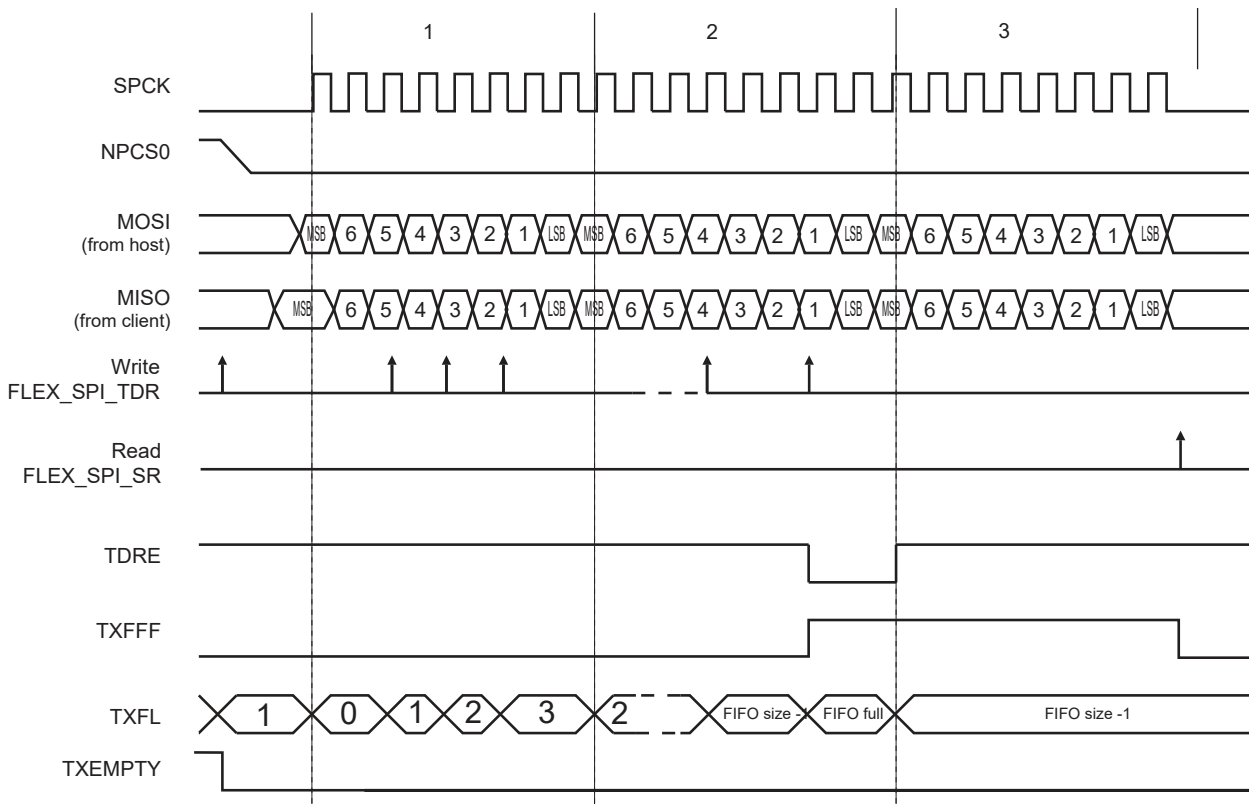 1 2 3
SPCK
NPCS0
MOSI
(from host)
MSB 6 5 4 3 2 1 LSB MSB 6 5 4 3 2 1 LSB MSB 6 5 4 3 2 1 LSB
MISO
(from client)
MSB 6 5 4 3 2 1 LSB MSB 6 5 4 3 2 1 LSB MSB 6 5 4 3 2 1 LSB
Write
FLEX_SPI_TDR
Read
FLEX_SPI_SR
TDRE
TXFFF
TXFL 1 0 1 2 3 2 FIFO size -1 FIFO full FIFO size -1
TXEMPTY